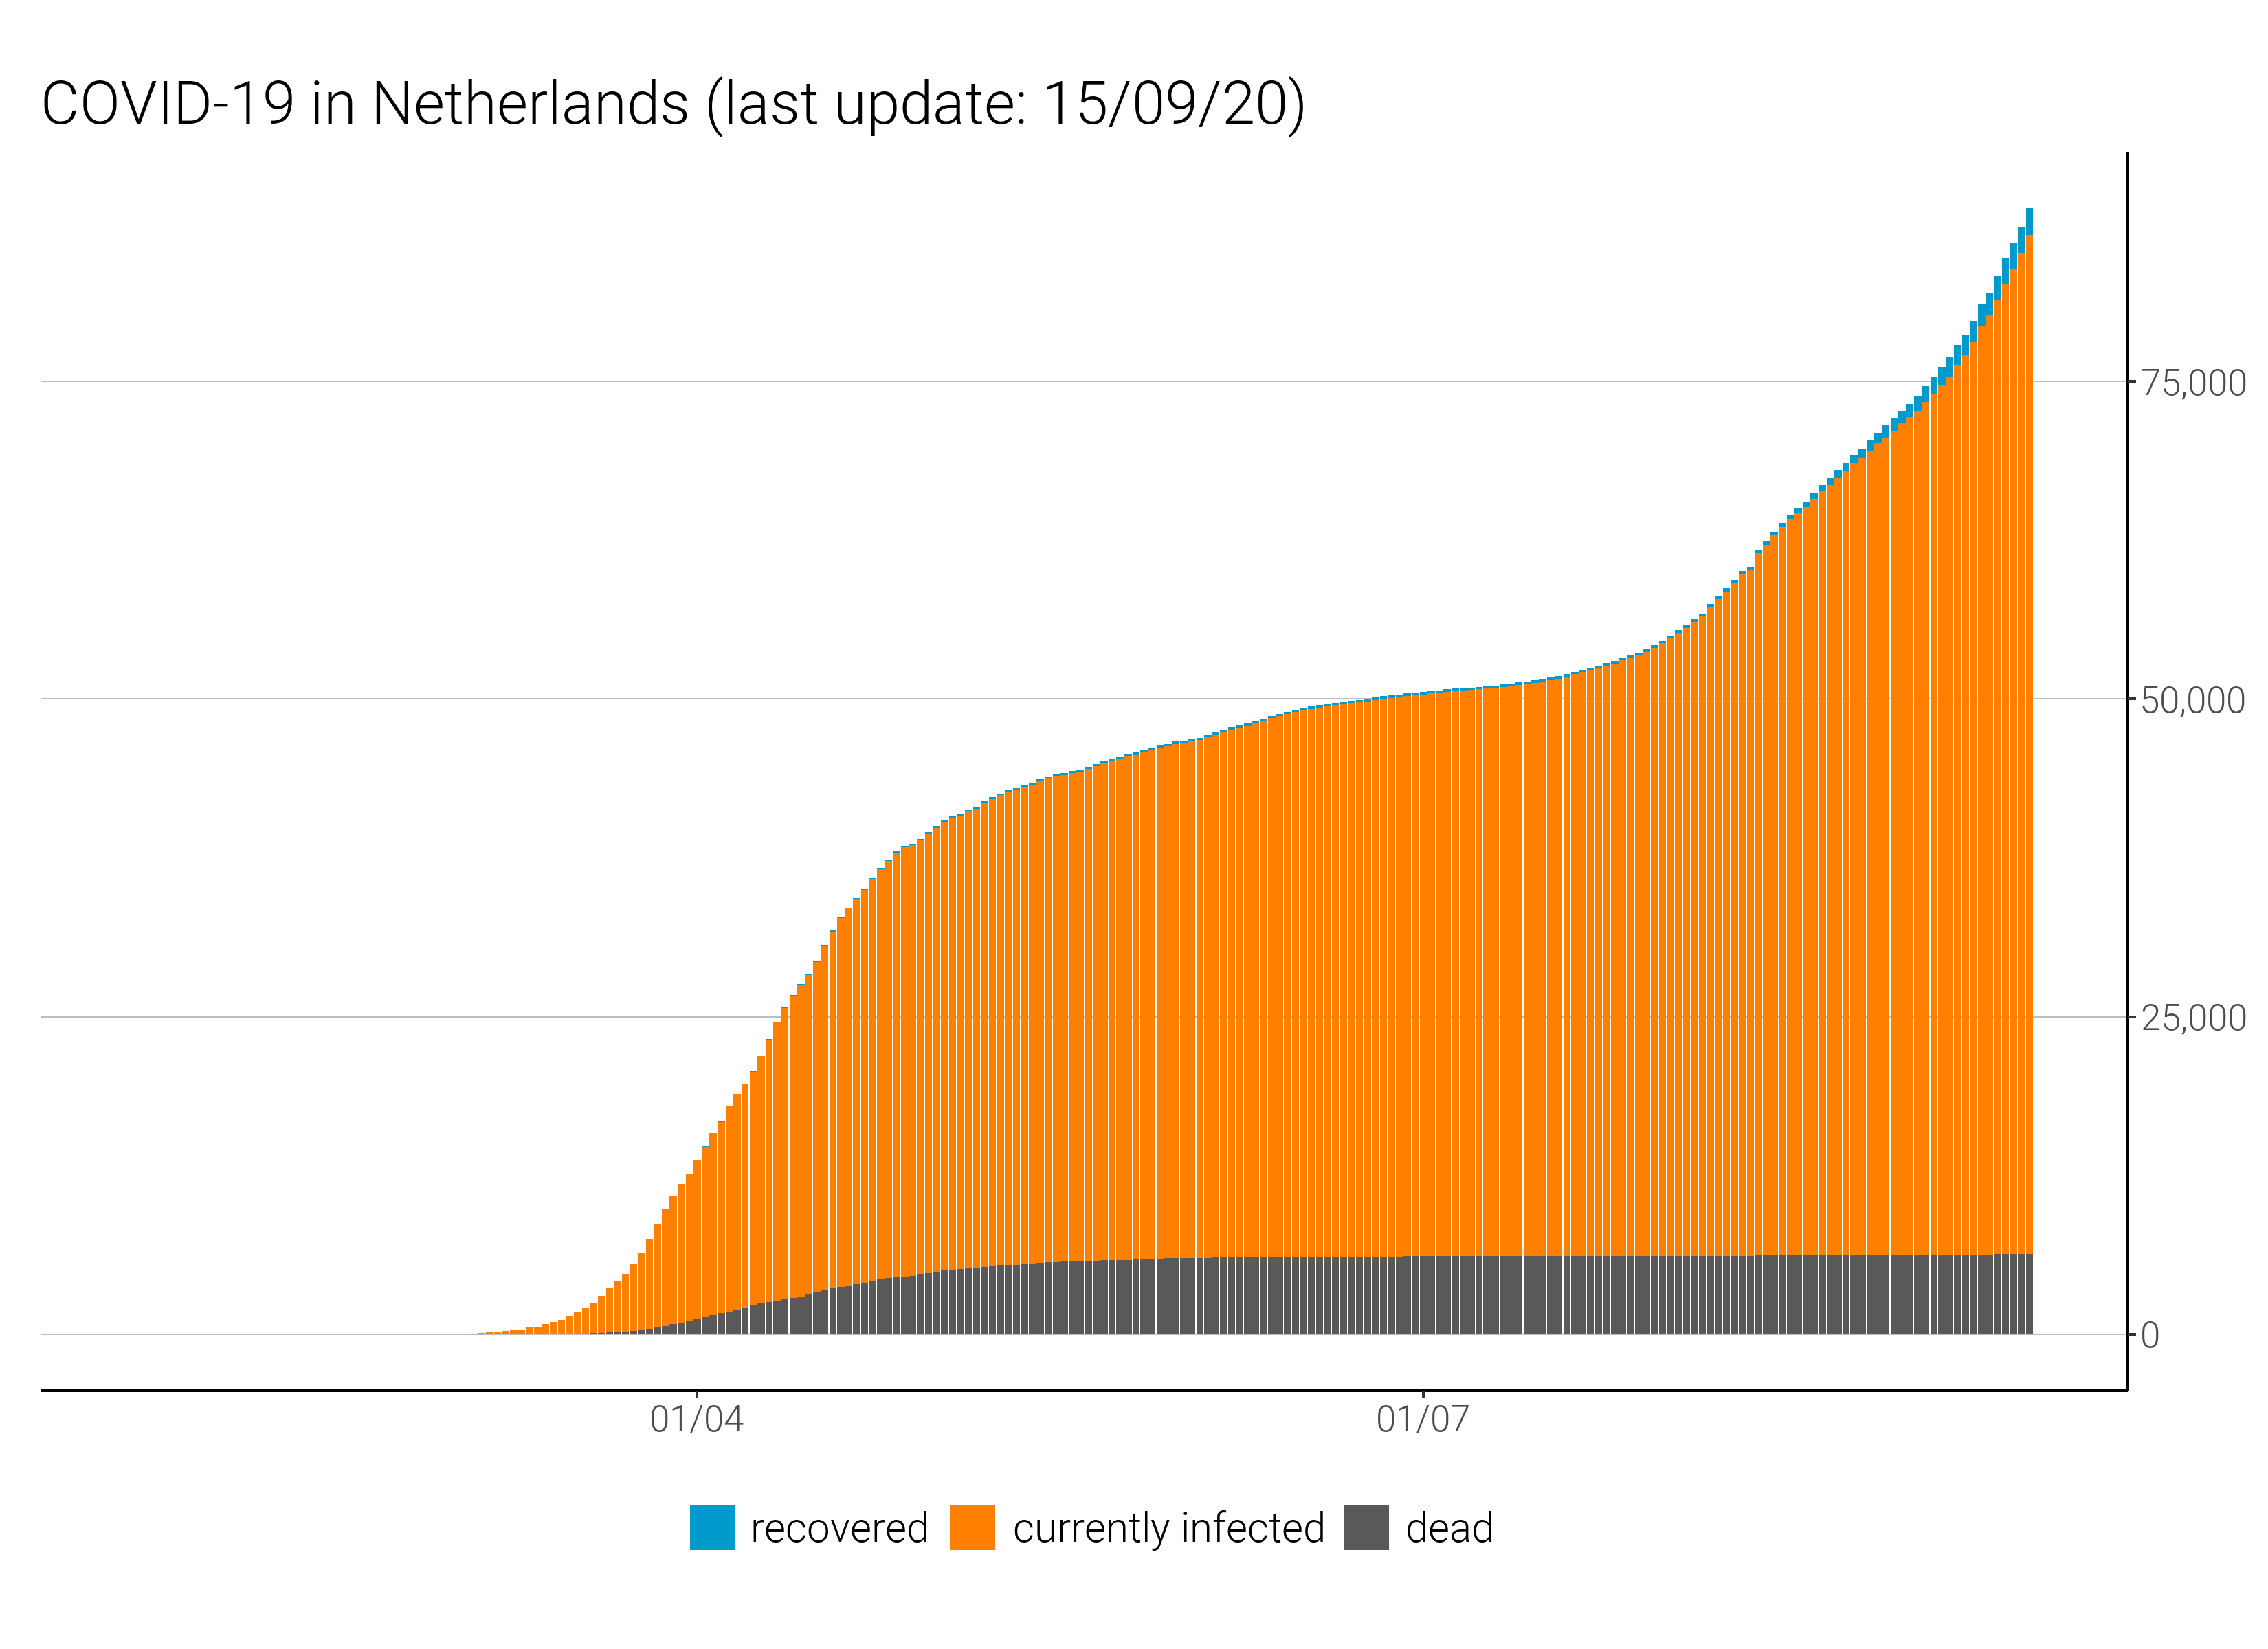 COVID-19 in Netherlands (last update: 15/09/20)
75,000
50,000
25,000
0
01/04 01/07
recovered currently infected dead